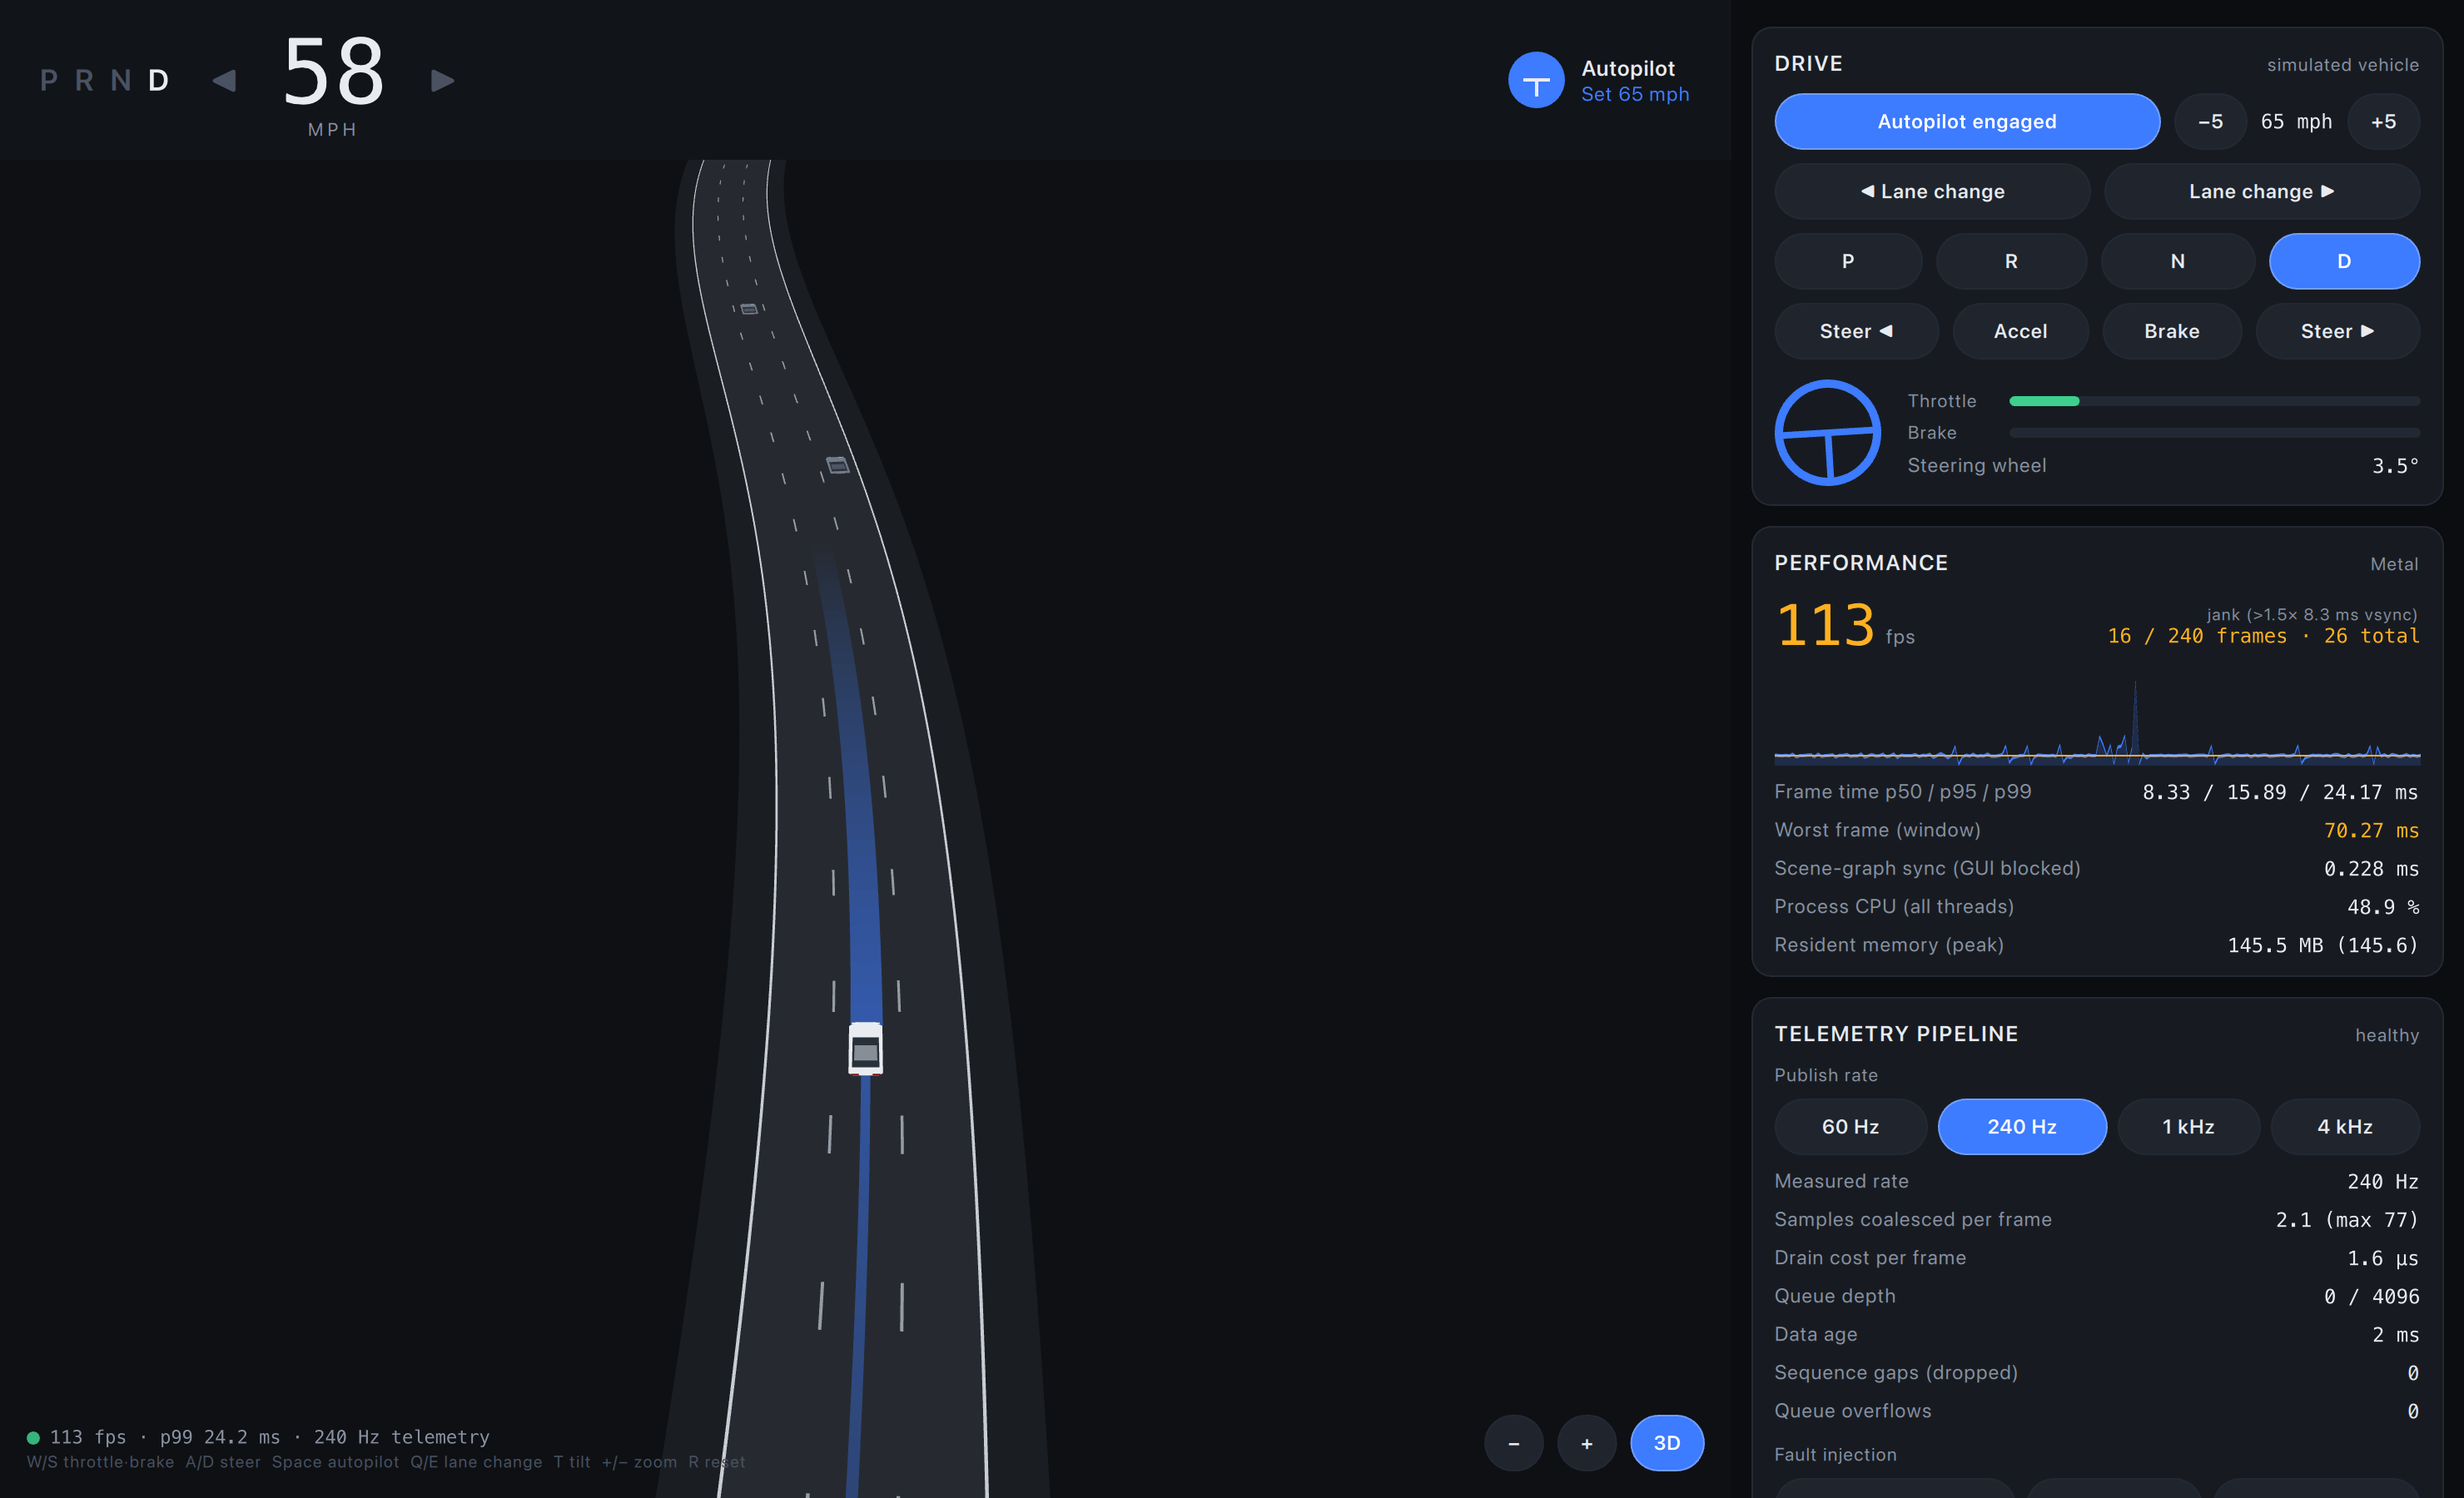 P R N D ◀ 58 ▶
MPH
Autopilot
Set 65 mph
113 fps · p99 24.2 ms · 240 Hz telemetry
W/S throttle·brake A/D steer Space autopilot Q/E lane change T tilt +/− zoom R reset
− + 3D
DRIVE simulated vehicle
Autopilot engaged −5 65 mph +5
◀ Lane change Lane change ▶
P R N D
Steer ◀ Accel Brake Steer ▶
Throttle
Brake
Steering wheel 3.5°
PERFORMANCE Metal
113 fps
jank (>1.5× 8.3 ms vsync)
16 / 240 frames · 26 total
Frame time p50 / p95 / p99 8.33 / 15.89 / 24.17 ms
Worst frame (window) 70.27 ms
Scene-graph sync (GUI blocked) 0.228 ms
Process CPU (all threads) 48.9 %
Resident memory (peak) 145.5 MB (145.6)
TELEMETRY PIPELINE healthy
Publish rate
60 Hz 240 Hz 1 kHz 4 kHz
Measured rate 240 Hz
Samples coalesced per frame 2.1 (max 77)
Drain cost per frame 1.6 µs
Queue depth 0 / 4096
Data age 2 ms
Sequence gaps (dropped) 0
Queue overflows 0
Fault injection